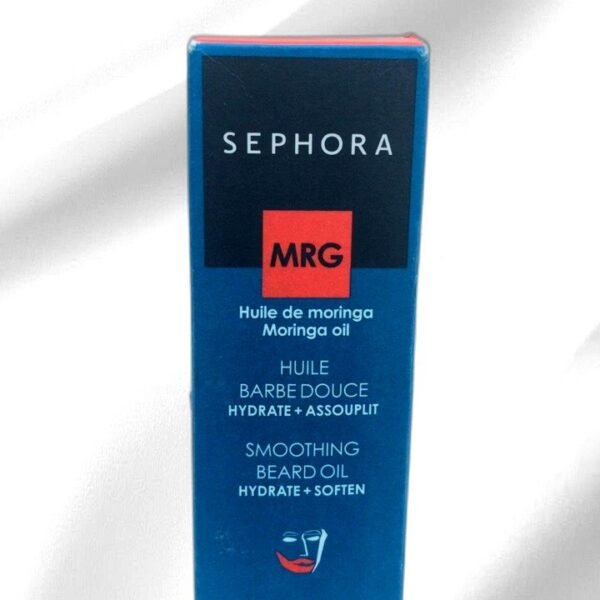 SEPHORA
MRG
Huile de moringa
Moringa oil
HUILE
BARBE DOUCE
HYDRATE + ASSOUPLIT
SMOOTHING
BEARD OIL
HYDRATE + SOFTEN